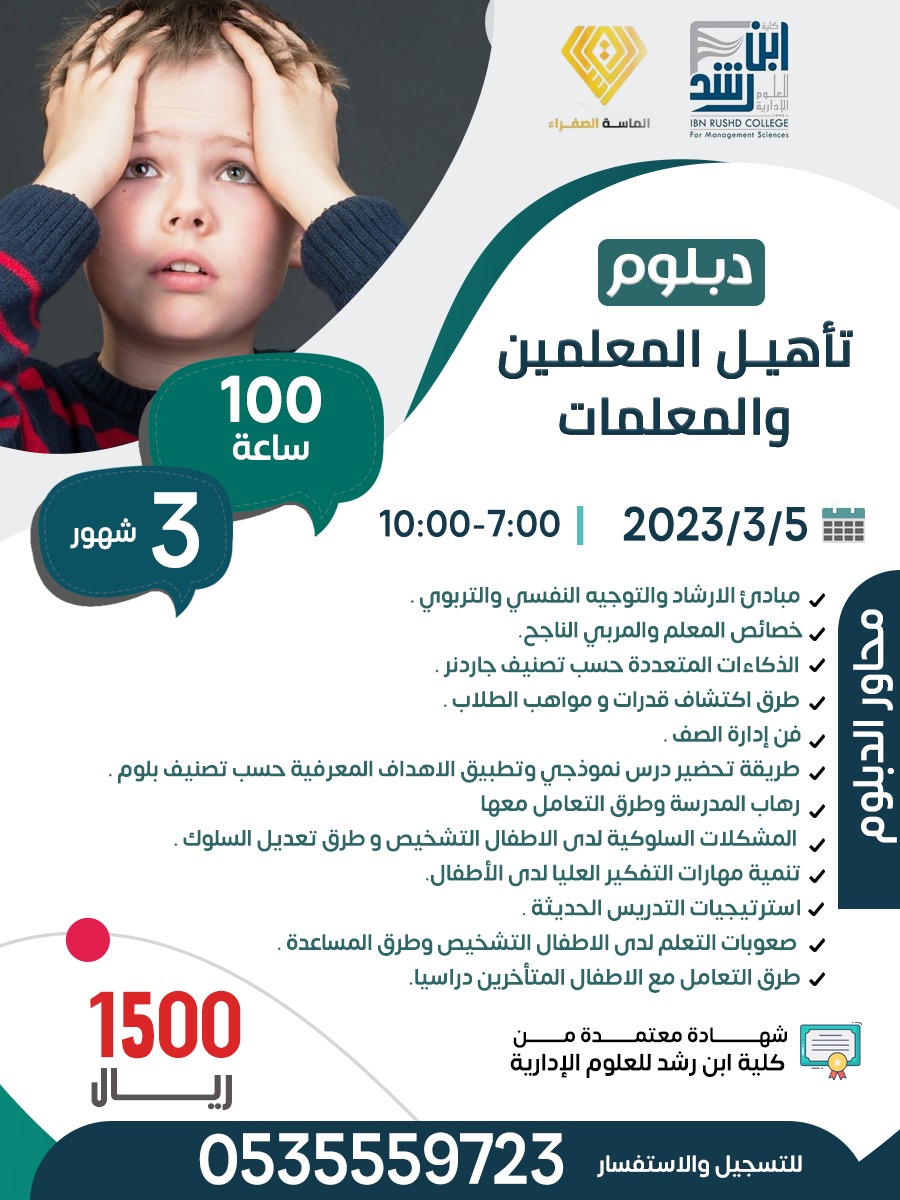 كلية
ابن
رشد
للعلوم
الإدارية
IBN RUSHD COLLEGE
For Management Sciences
الماسة الصفراء
دبلوم
تأهيل المعلمين
والمعلمات
100
ساعة
3 شهور
2023/3/5 | 10:00-7:00
محاور الدبلوم
مبادئ الارشاد والتوجيه النفسي والتربوي .
خصائص المعلم والمربي الناجح.
الذكاءات المتعددة حسب تصنيف جاردنر .
طرق اكتشاف قدرات و مواهب الطلاب .
فن إدارة الصف .
طريقة تحضير درس نموذجي وتطبيق الاهداف المعرفية حسب تصنيف بلوم .
رهاب المدرسة وطرق التعامل معها
المشكلات السلوكية لدى الاطفال التشخيص و طرق تعديل السلوك .
تنمية مهارات التفكير العليا لدى الأطفال.
استرتيجيات التدريس الحديثة .
صعوبات التعلم لدى الاطفال التشخيص وطرق المساعدة .
طرق التعامل مع الاطفال المتأخرين دراسيا.
شهادة معتمدة من
كلية ابن رشد للعلوم الإدارية
1500
ريال
للتسجيل والاستفسار 0535559723